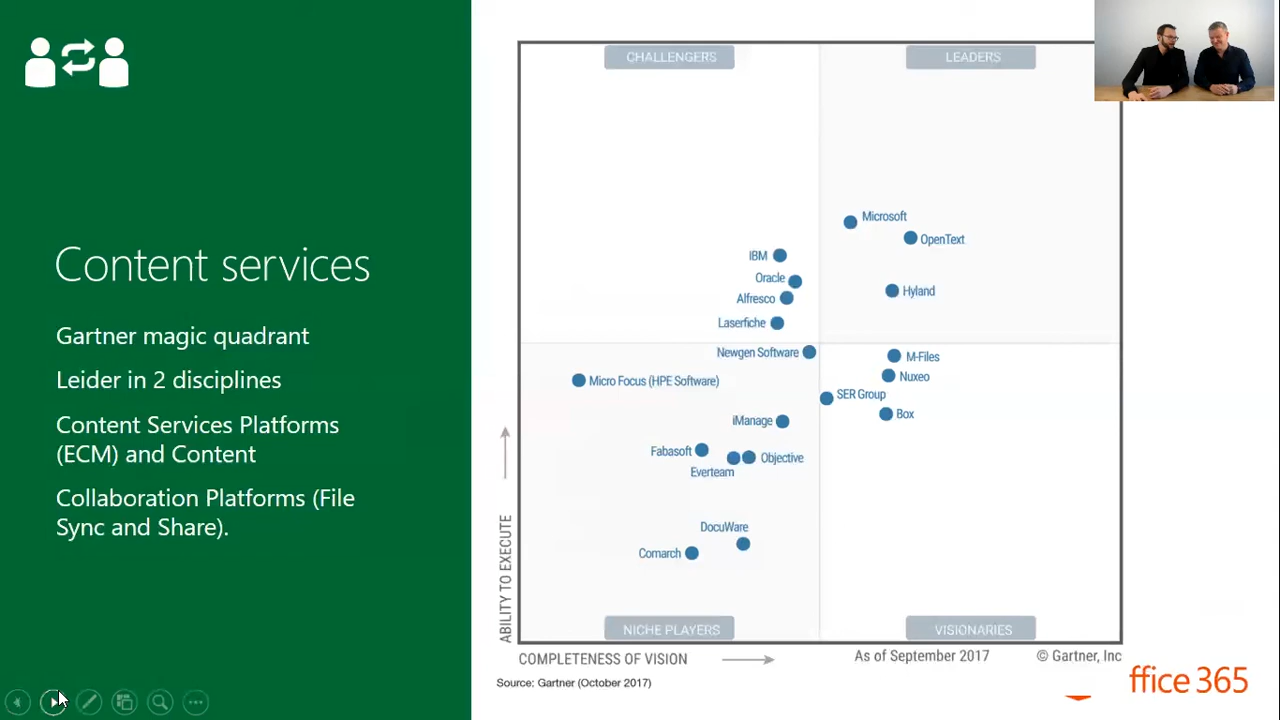 Content services
Gartner magic quadrant
Leider in 2 disciplines
Content Services Platforms
(ECM) and Content
Collaboration Platforms (File
Sync and Share).
CHALLENGERS
LEADERS
Microsoft
OpenText
IBM
Oracle
Hyland
Alfresco
Laserfiche
Newgen Software
M-Files
Micro Focus (HPE Software)
Nuxeo
SER Group
Box
iManage
Fabasoft
Objective
Everteam
DocuWare
Comarch
ABILITY TO EXECUTE
NICHE PLAYERS
VISIONARIES
COMPLETENESS OF VISION
As of September 2017
© Gartner, Inc
Source: Gartner (October 2017)
ffice 365